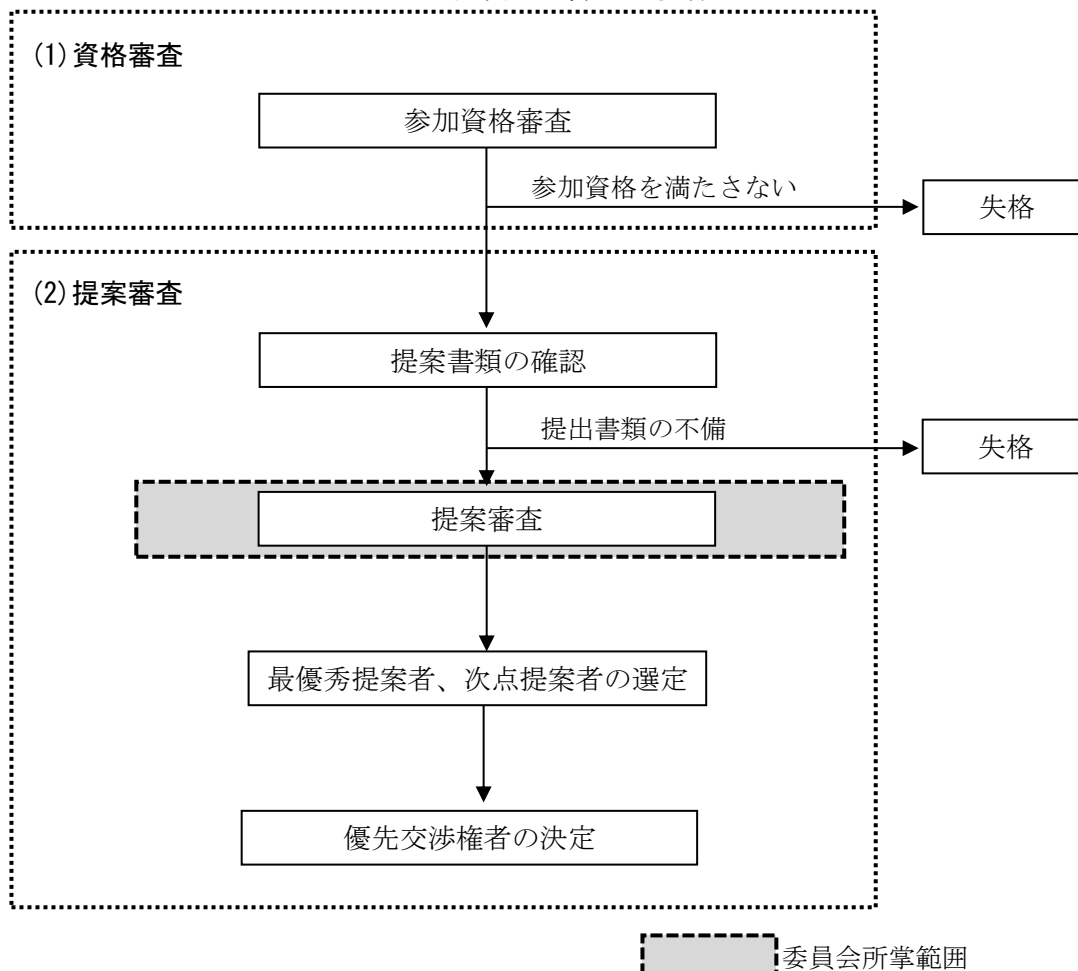 (1)資格審査
参加資格審査
参加資格を満たさない
失格
(2)提案審査
提案書類の確認
提出書類の不備
失格
提案審査
最優秀提案者、次点提案者の選定
優先交渉権者の決定
委員会所掌範囲